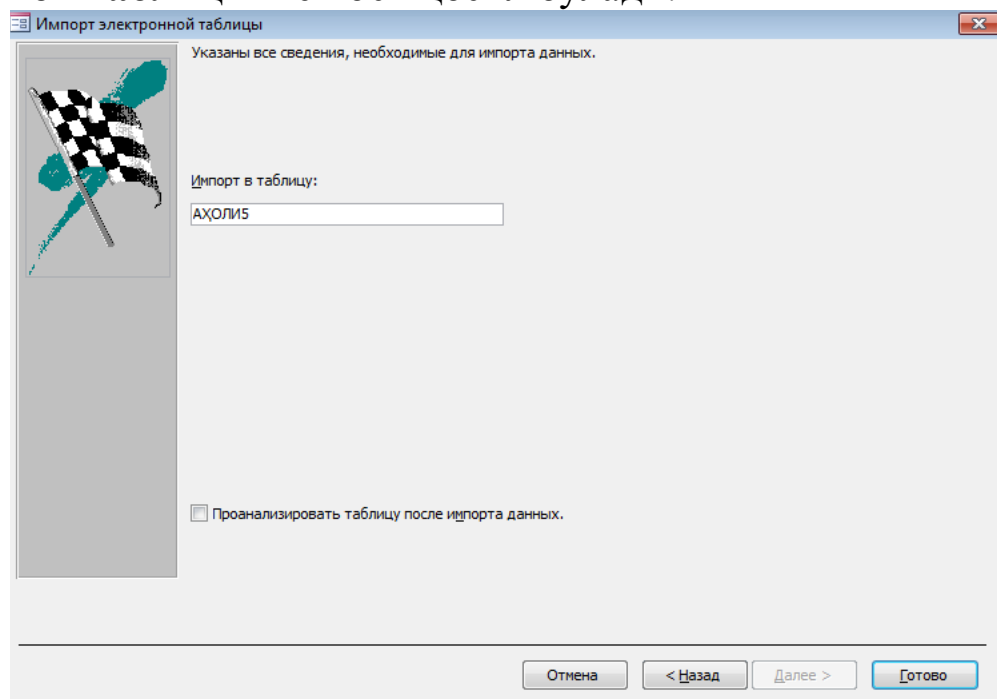 Импорт электронной таблицы
Указаны все сведения, необходимые для импорта данных.
Импорт в таблицу:
АҲОЛИ5
Проанализировать таблицу после импорта данных.
Отмена
< Назад
Далее >
Готово